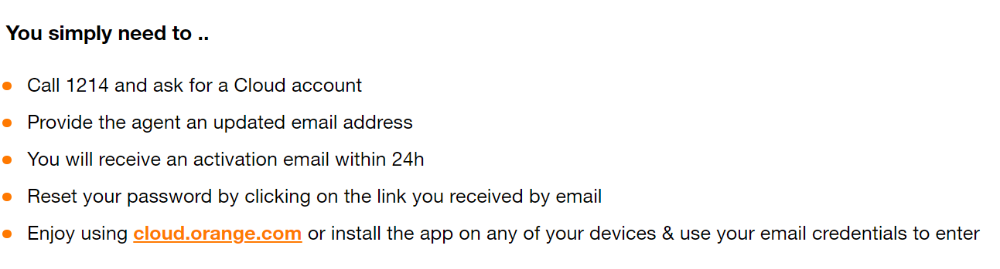 You simply need to ..
Call 1214 and ask for a Cloud account
Provide the agent an updated email address
You will receive an activation email within 24h
Reset your password by clicking on the link you received by email
Enjoy using cloud.orange.com or install the app on any of your devices & use your email credentials to enter